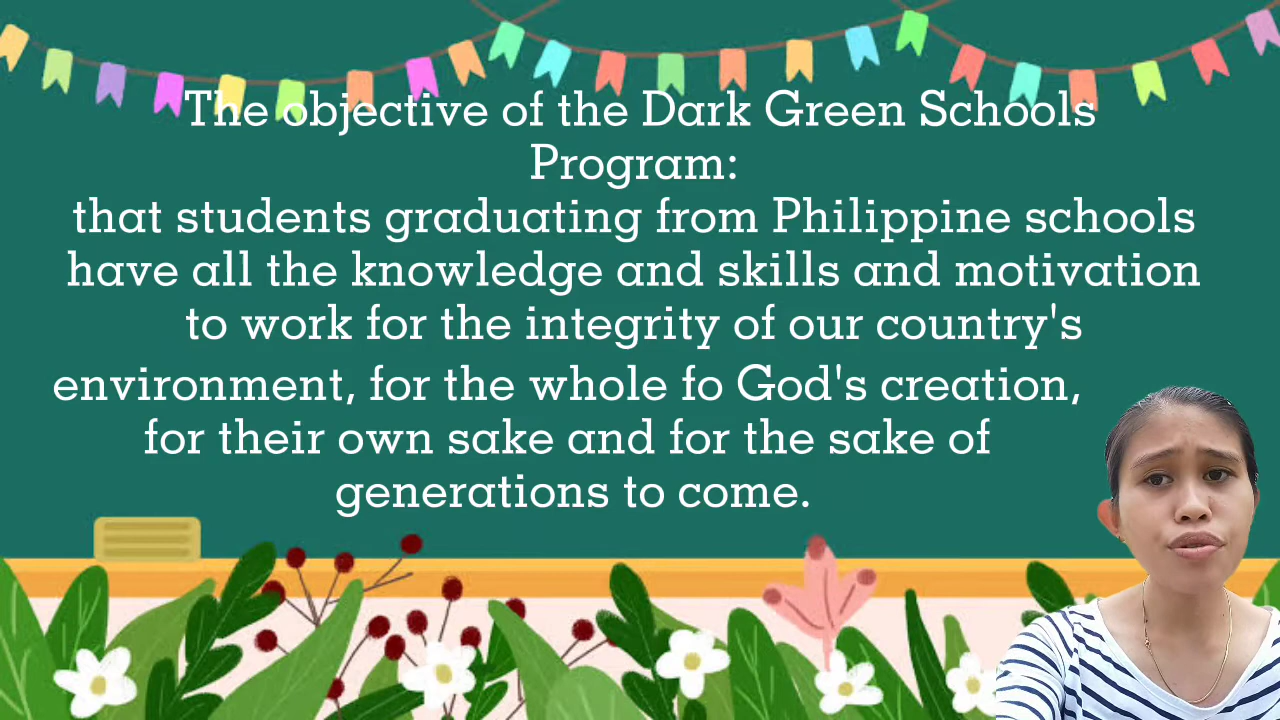 The objective of the Dark Green Schools
Program:
that students graduating from Philippine schools
have all the knowledge and skills and motivation
to work for the integrity of our country's
environment, for the whole fo God's creation,
for their own sake and for the sake of
generations to come.